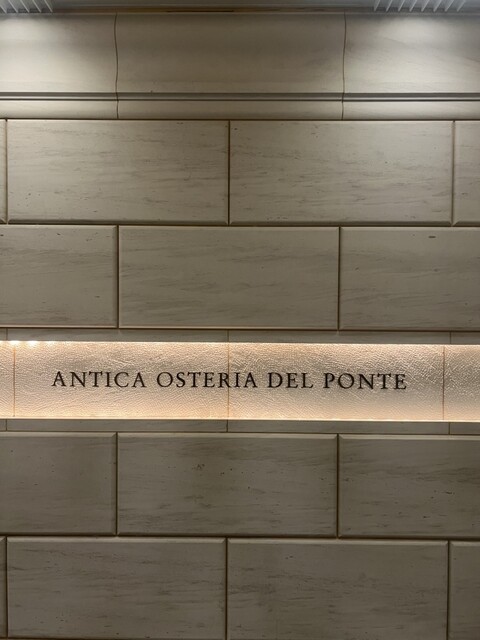 ANTICA OSTERIA DEL PONTE